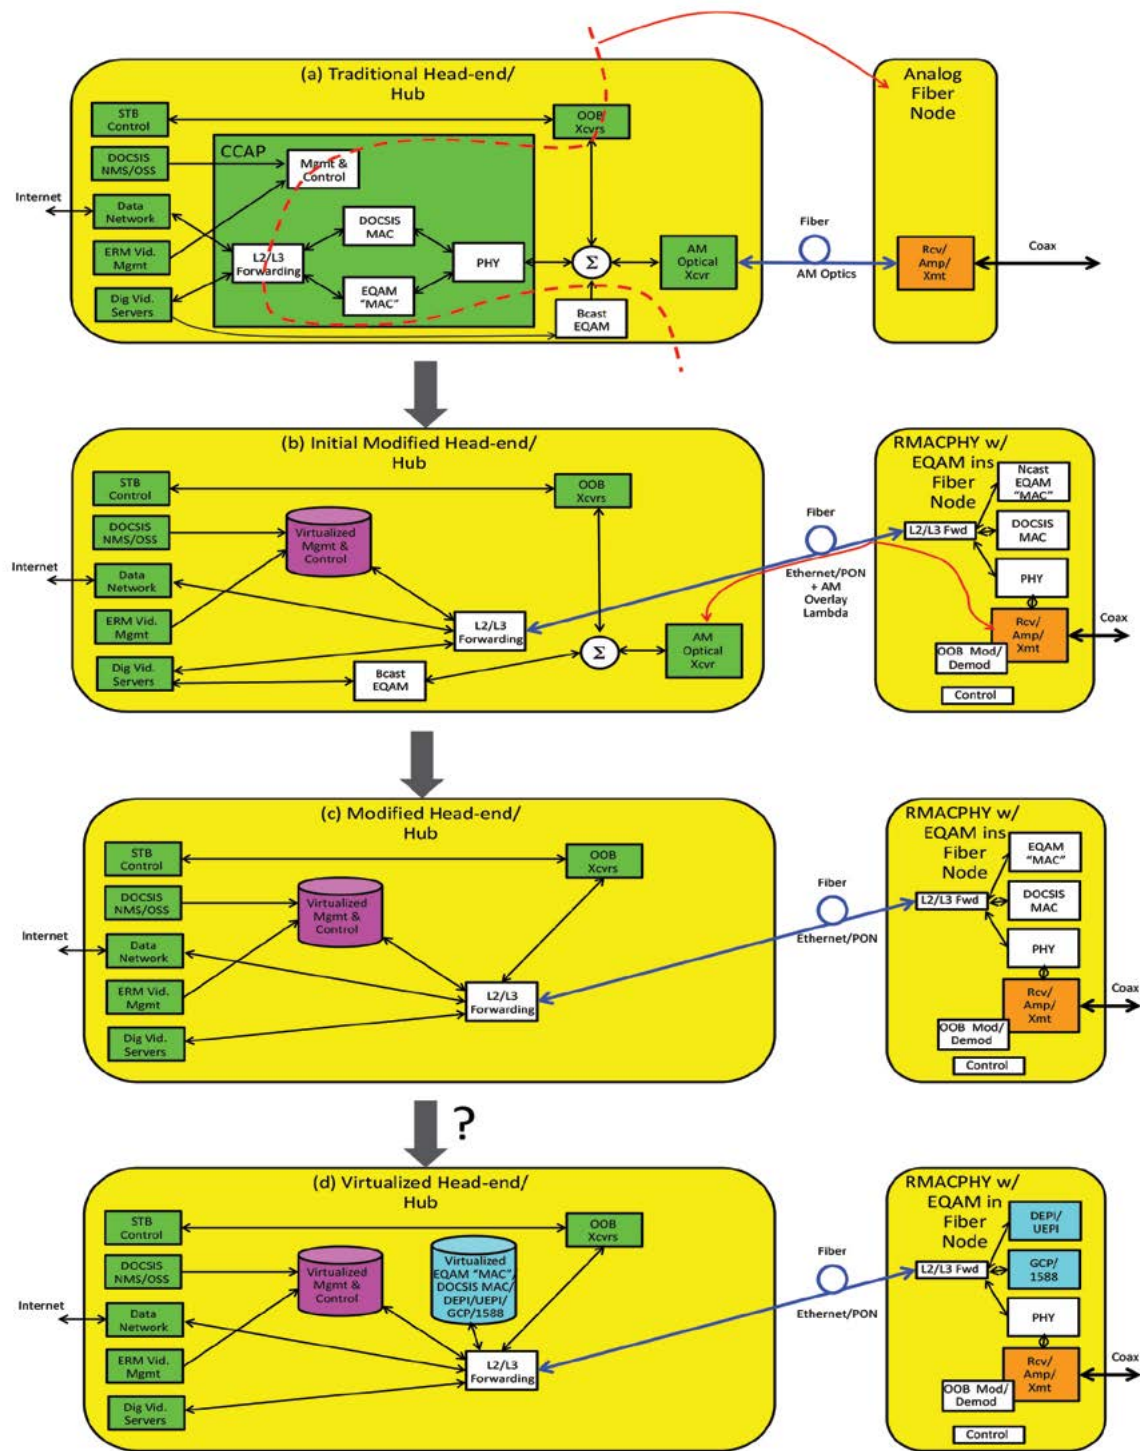 (a) Traditional Head-end/
Hub
STB
Control
OOB
Xcvrs
CCAP
DOCSIS
NMS/OSS
Mgmt &
Control
Internet
Data
Network
DOCSIS
MAC
ERM Vid.
Mgmt
L2/L3
Forwarding
PHY
Σ
AM
Optical
Xcvr
EQAM
"MAC"
Dig Vid.
Servers
Bcast
EQAM
Fiber
AM Optics
Analog
Fiber
Node
Rcv/
Amp/
Xmt
Coax
(b) Initial Modified Head-end/
Hub
STB
Control
OOB
Xcvrs
DOCSIS
NMS/OSS
Virtualized
Mgmt &
Control
Internet
Data
Network
ERM Vid.
Mgmt
L2/L3
Forwarding
Dig Vid.
Servers
Bcast
EQAM
Σ
AM
Optical
Xcvr
Fiber
Ethernet/PON
+ AM
Overlay
Lambda
RMACPHY w/
EQAM ins
Fiber
Node
Ncast
EQAM
"MAC"
L2/L3 Fwd
DOCSIS
MAC
PHY
Rcv/
Amp/
Xmt
OOB Mod/
Demod
Control
Coax
(c) Modified Head-end/
Hub
STB
Control
OOB
Xcvrs
DOCSIS
NMS/OSS
Virtualized
Mgmt &
Control
Internet
Data
Network
ERM Vid.
Mgmt
L2/L3
Forwarding
Dig Vid.
Servers
Fiber
Ethernet/PON
RMACPHY w/
EQAM ins
Fiber
Node
EQAM
"MAC"
L2/L3 Fwd
DOCSIS
MAC
PHY
Rcv/
Amp/
Xmt
OOB Mod/
Demod
Control
Coax
?
(d) Virtualized Head-end/
Hub
STB
Control
OOB
Xcvrs
DOCSIS
NMS/OSS
Virtualized
Mgmt &
Control
Virtualized
EQAM "MAC"/
DOCSIS MAC/
DEPI/UEPI/
GCP/1588
Internet
Data
Network
ERM Vid.
Mgmt
L2/L3
Forwarding
Dig Vid.
Servers
Fiber
Ethernet/PON
RMACPHY w/
EQAM in
Fiber
Node
DEPI/
UEPI
L2/L3 Fwd
GCP/
1588
PHY
Rcv/
Amp/
Xmt
OOB Mod/
Demod
Control
Coax